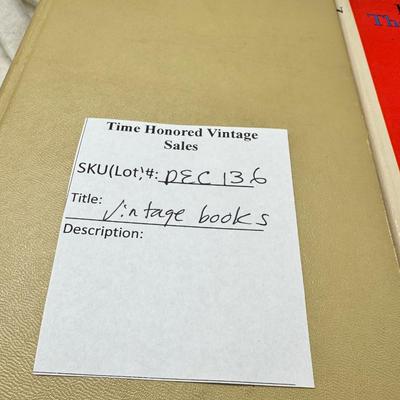 Time Honored Vintage
Sales
SKU(Lot)#: DEC 136
Title: Vintage books
Description: